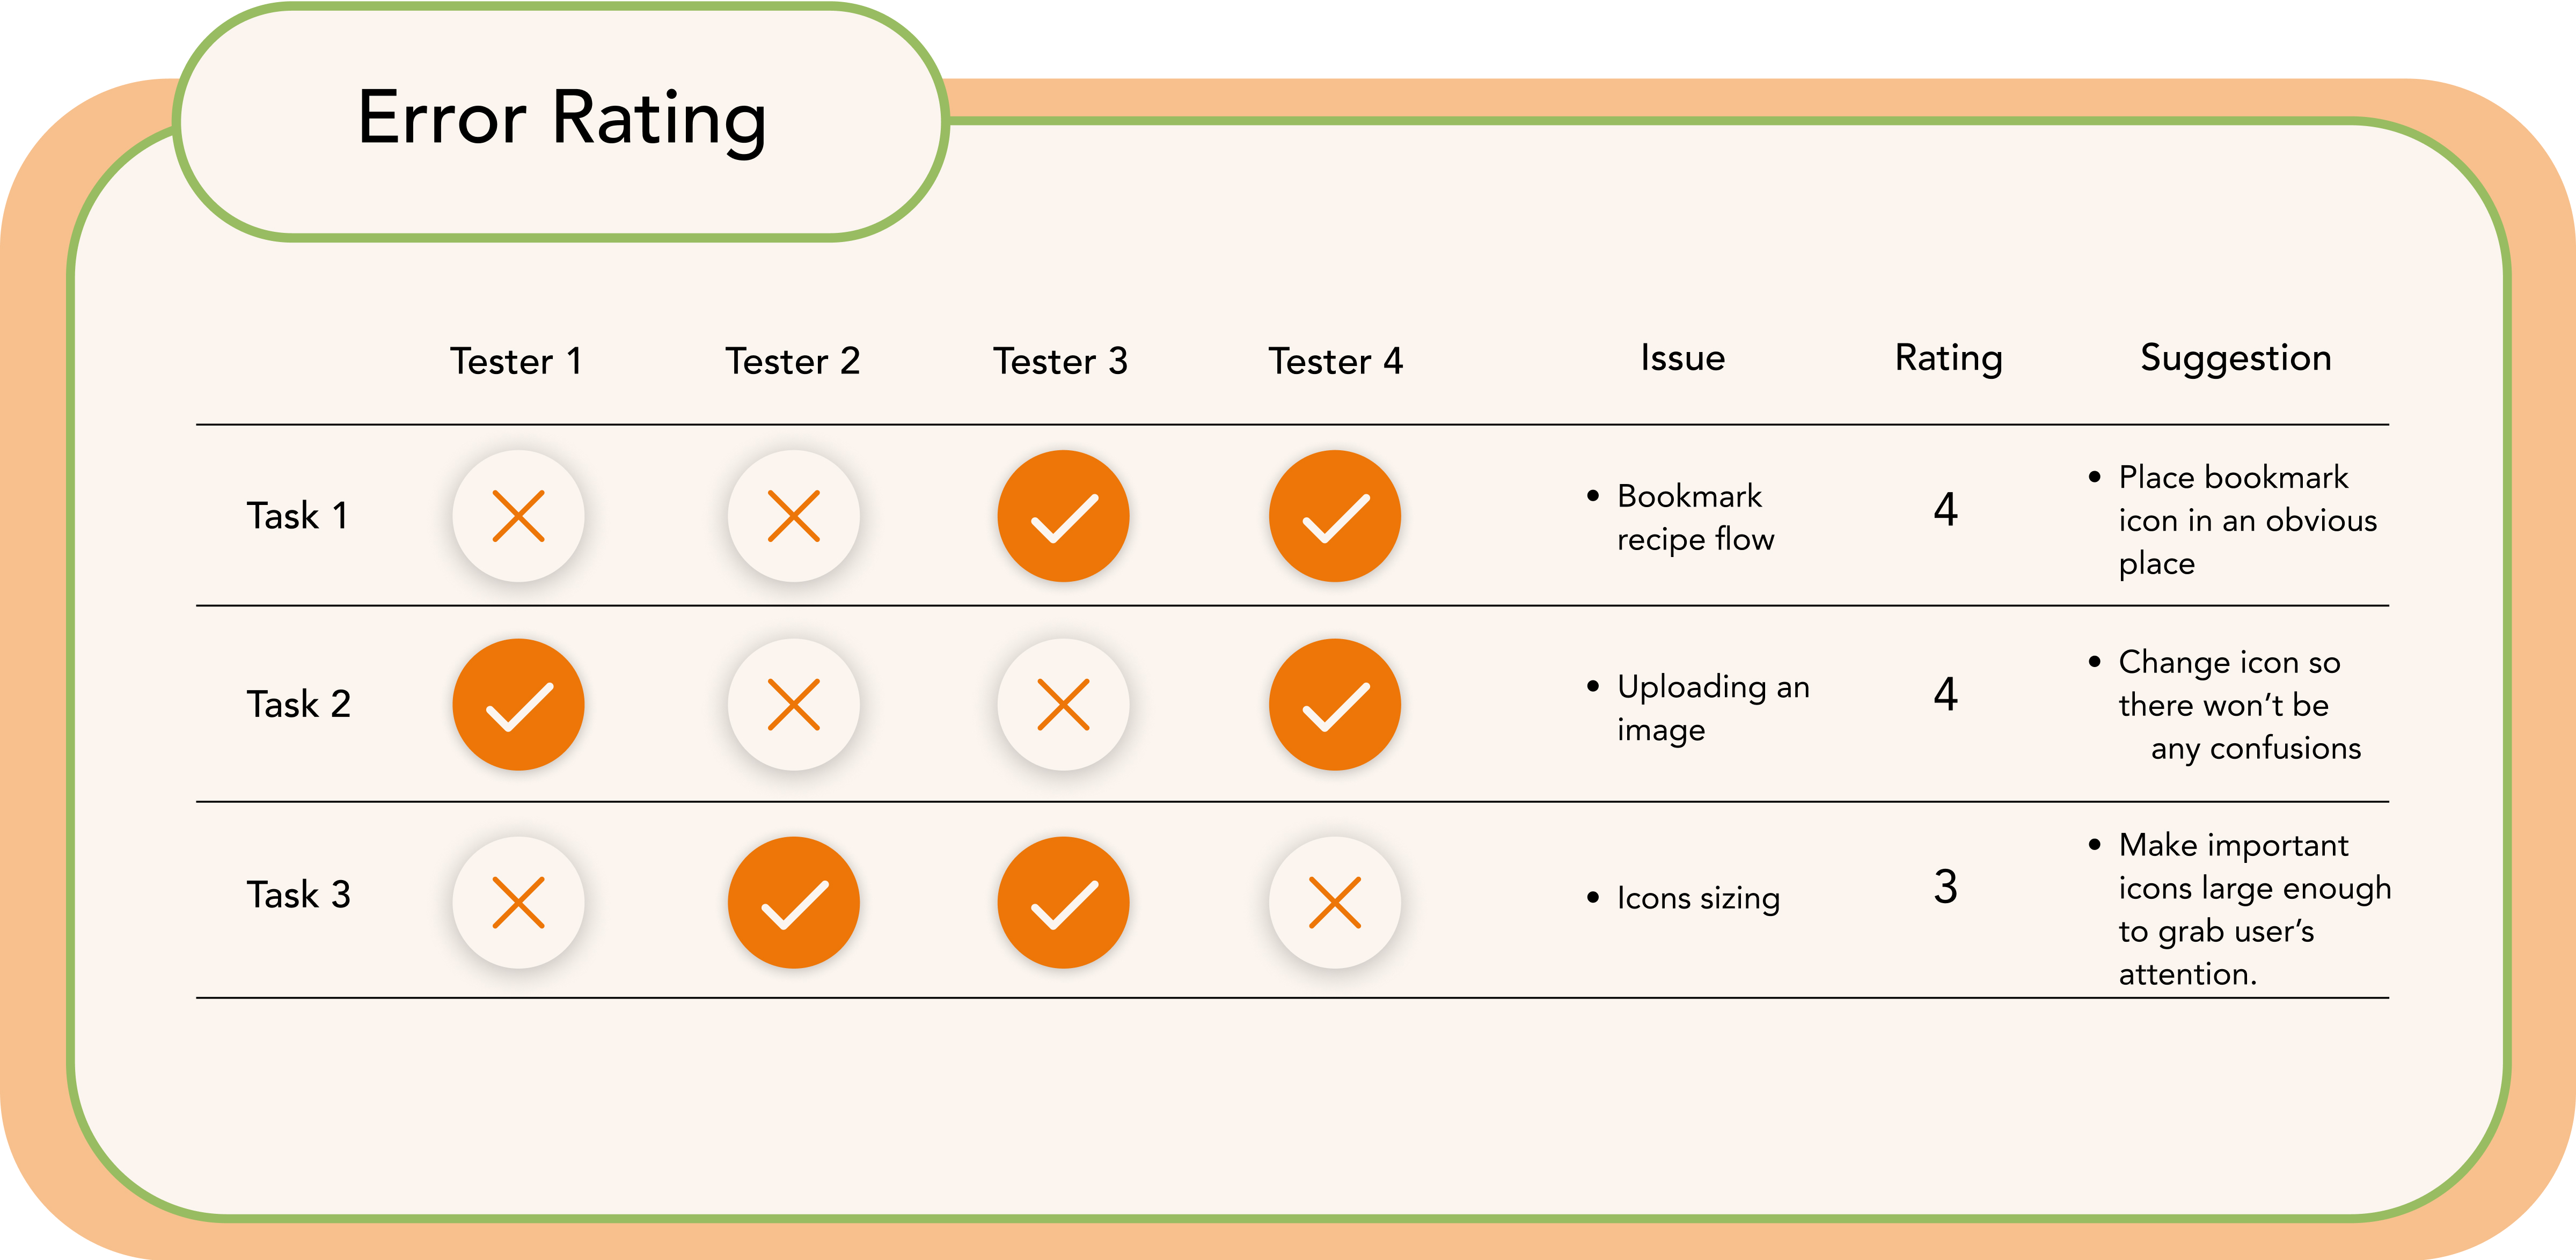 Error Rating
Tester 1 Tester 2 Tester 3 Tester 4 Issue Rating Suggestion
Task 1
• Bookmark
recipe flow
4
• Place bookmark
icon in an obvious
place
Task 2
• Uploading an
image
4
• Change icon so
there won’t be
any confusions
Task 3
• Icons sizing
3
• Make important
icons large enough
to grab user’s
attention.